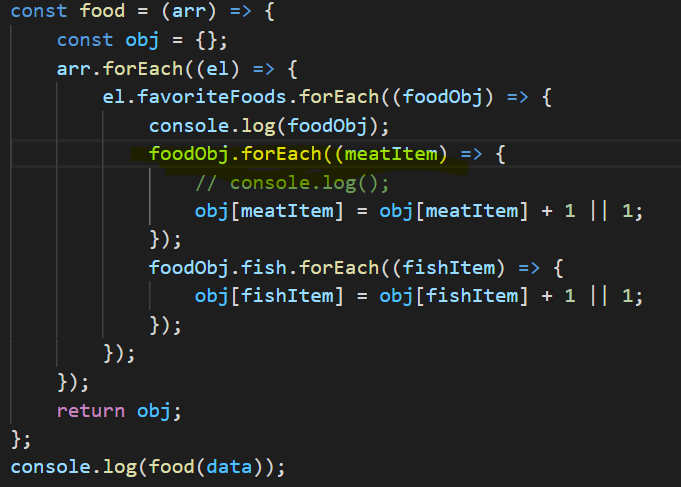 const food = (arr) => {
    const obj = {};
    arr.forEach((el) => {
        el.favoriteFoods.forEach((foodObj) => {
            console.log(foodObj);
            foodObj.forEach((meatItem) => {
                // console.log();
                obj[meatItem] = obj[meatItem] + 1 || 1;
            });
            foodObj.fish.forEach((fishItem) => {
                obj[fishItem] = obj[fishItem] + 1 || 1;
            });
        });
    });
    return obj;
};
console.log(food(data));